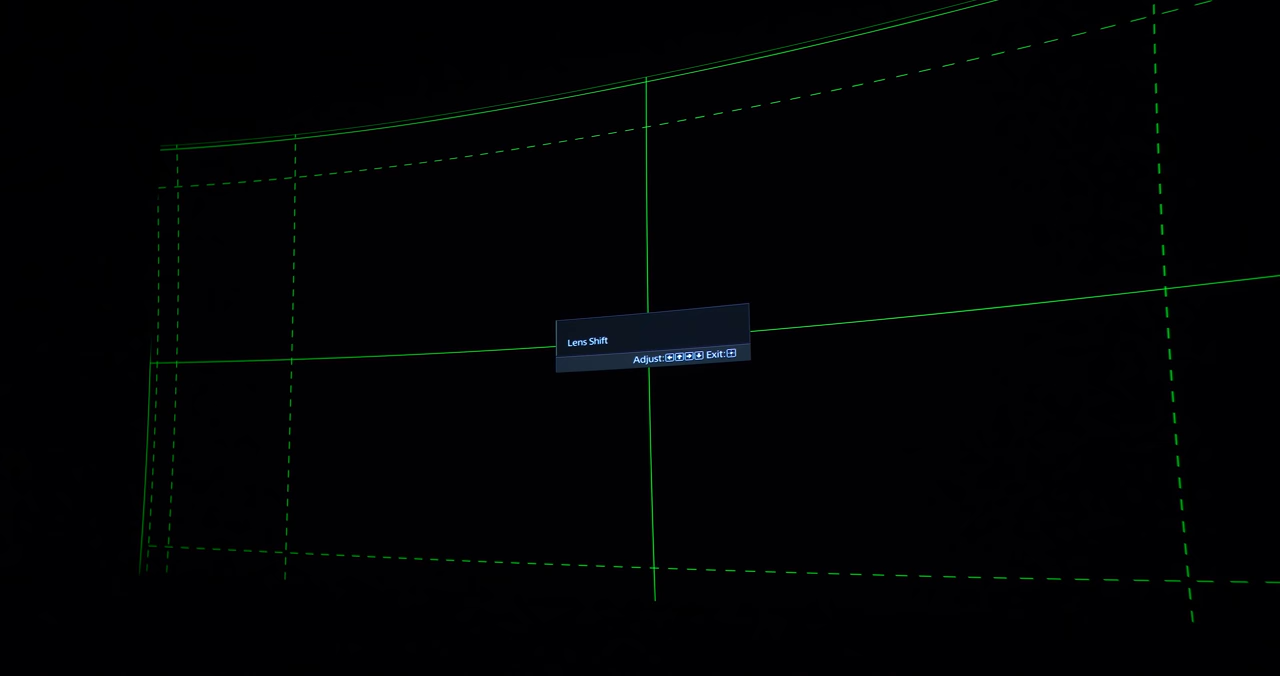 Lens Shift
Adjust:←↑→↓ Exit:←